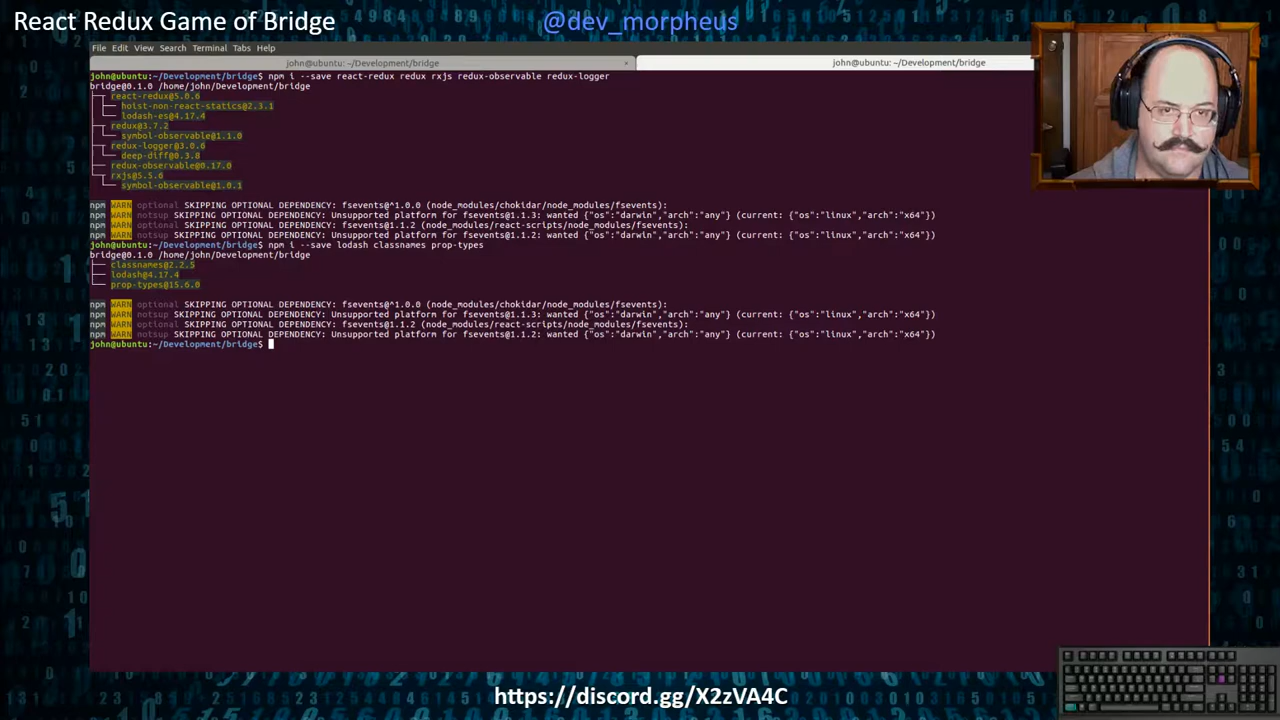 React Redux Game of Bridge
@dev_morpheus
File Edit View Search Terminal Tabs Help
john@ubuntu: ~/Development/bridge × john@ubuntu: ~/Development/bridge
john@ubuntu:~/Development/bridge$ npm i --save react-redux redux rxjs redux-observable redux-logger
bridge@0.1.0 /home/john/Development/bridge
├─┬ react-redux@5.0.6
│ ├── hoist-non-react-statics@2.3.1
│ └── lodash-es@4.17.4
├─┬ redux@3.7.2
│ └── symbol-observable@1.1.0
├─┬ redux-logger@3.0.6
│ └── deep-diff@0.3.8
├── redux-observable@0.17.0
└─┬ rxjs@5.5.6
  └── symbol-observable@1.0.1
npm WARN optional SKIPPING OPTIONAL DEPENDENCY: fsevents@^1.0.0 (node_modules/chokidar/node_modules/fsevents):
npm WARN notsup SKIPPING OPTIONAL DEPENDENCY: Unsupported platform for fsevents@1.1.3: wanted {"os":"darwin","arch":"any"} (current: {"os":"linux","arch":"x64"})
npm WARN optional SKIPPING OPTIONAL DEPENDENCY: fsevents@1.1.2 (node_modules/react-scripts/node_modules/fsevents):
npm WARN notsup SKIPPING OPTIONAL DEPENDENCY: Unsupported platform for fsevents@1.1.2: wanted {"os":"darwin","arch":"any"} (current: {"os":"linux","arch":"x64"})
john@ubuntu:~/Development/bridge$ npm i --save lodash classnames prop-types
bridge@0.1.0 /home/john/Development/bridge
├── classnames@2.2.5
├── lodash@4.17.4
└── prop-types@15.6.0
npm WARN optional SKIPPING OPTIONAL DEPENDENCY: fsevents@^1.0.0 (node_modules/chokidar/node_modules/fsevents):
npm WARN notsup SKIPPING OPTIONAL DEPENDENCY: Unsupported platform for fsevents@1.1.3: wanted {"os":"darwin","arch":"any"} (current: {"os":"linux","arch":"x64"})
npm WARN optional SKIPPING OPTIONAL DEPENDENCY: fsevents@1.1.2 (node_modules/react-scripts/node_modules/fsevents):
npm WARN notsup SKIPPING OPTIONAL DEPENDENCY: Unsupported platform for fsevents@1.1.2: wanted {"os":"darwin","arch":"any"} (current: {"os":"linux","arch":"x64"})
john@ubuntu:~/Development/bridge$
https://discord.gg/X2zVA4C